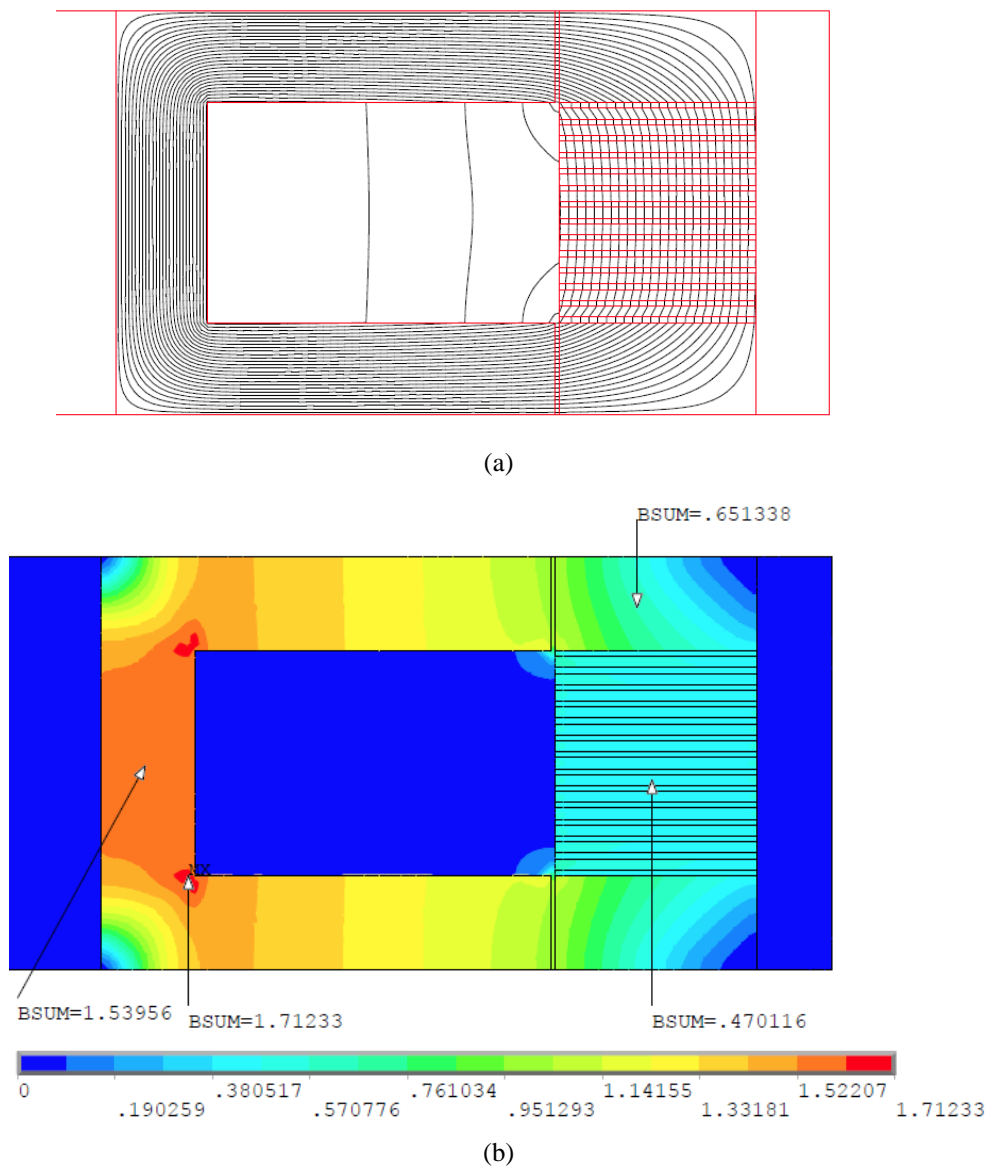 (a)
BSUM=.651338
XX
BSUM=1.53956
BSUM=1.71233
BSUM=.470116
0 .380517 .761034 1.14155 1.52207
.190259 .570776 .951293 1.33181 1.71233
(b)